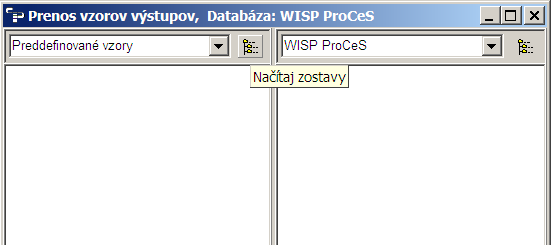 Prenos vzorov výstupov, Databáza: WISP ProCeS
Preddefinované vzory
WISP ProCeS
Načítaj zostavy